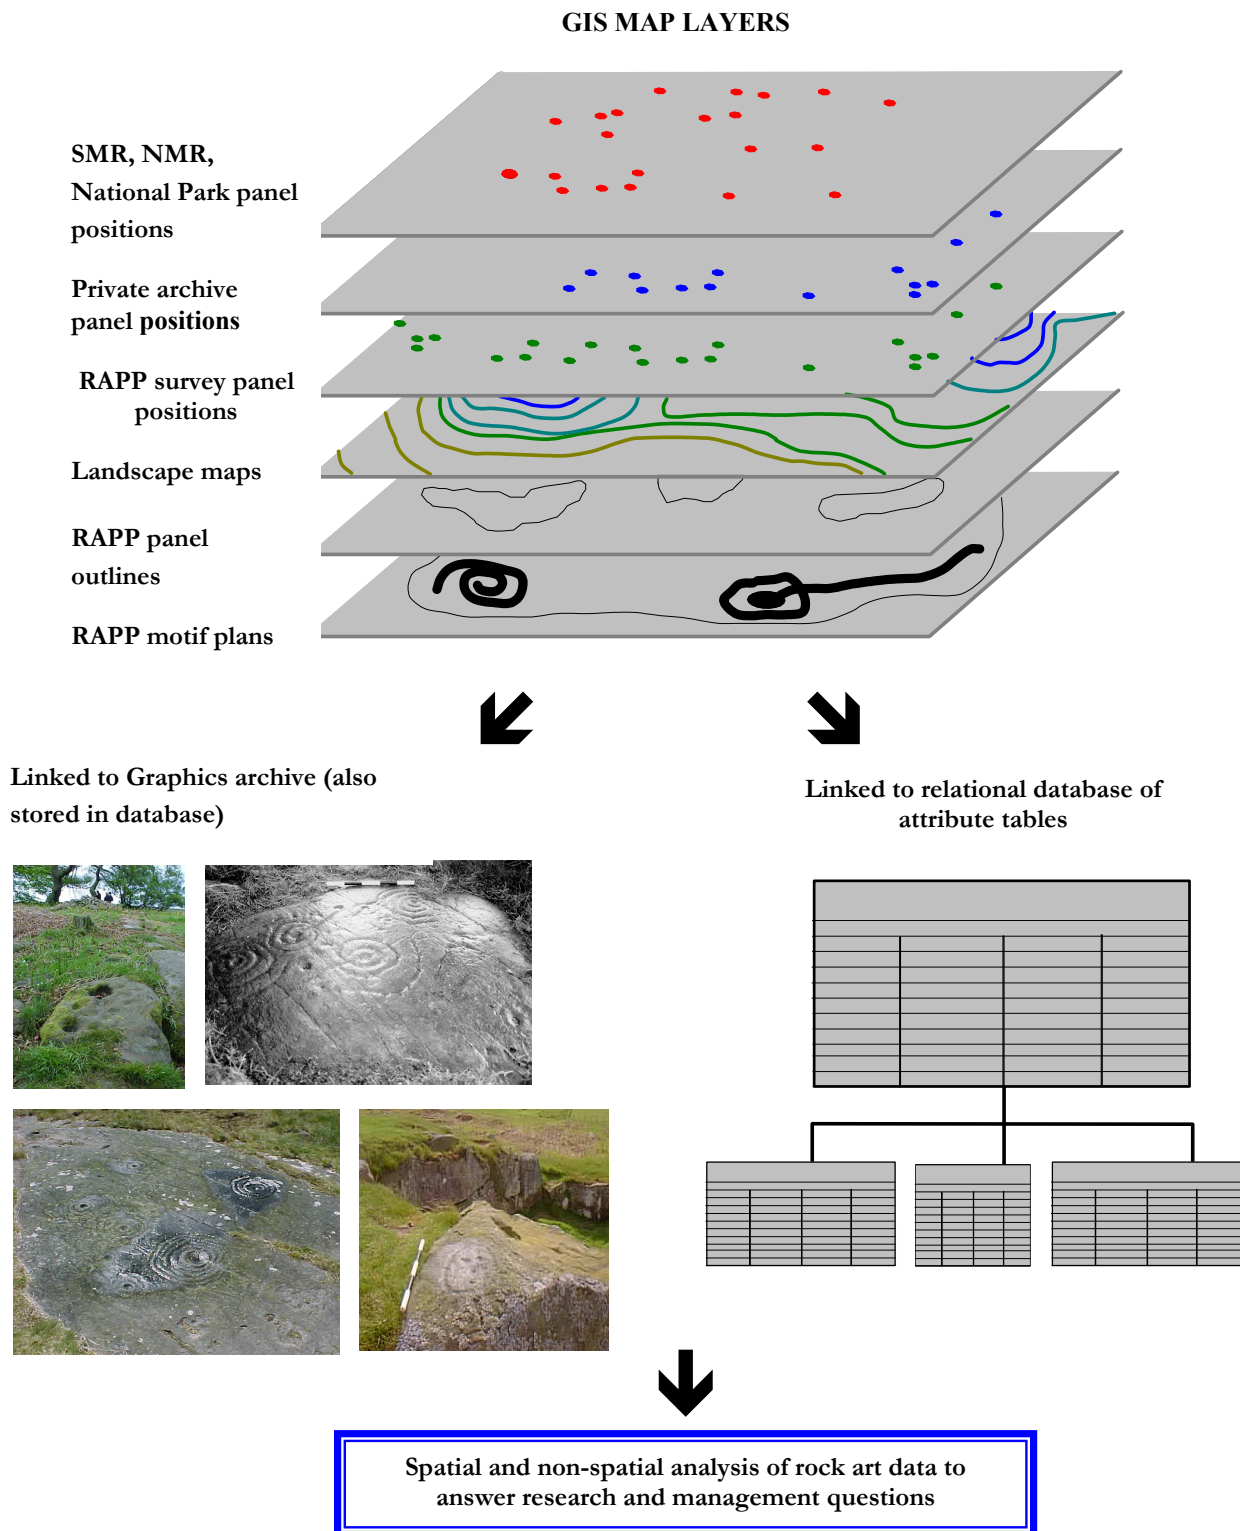 GIS MAP LAYERS
SMR, NMR,
National Park panel
positions
Private archive
panel positions
RAPP survey panel
positions
Landscape maps
RAPP panel
outlines
RAPP motif plans
Linked to Graphics archive (also
stored in database)
Linked to relational database of
attribute tables
Spatial and non-spatial analysis of rock art data to
answer research and management questions